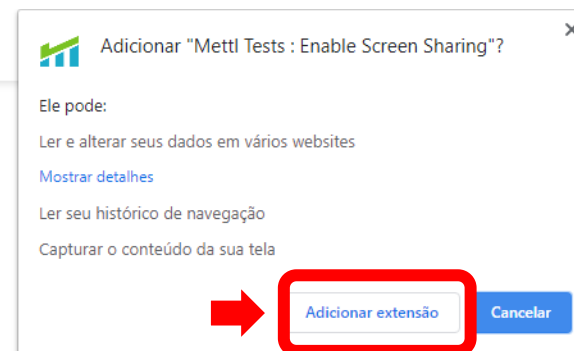 Adicionar "Mettl Tests : Enable Screen Sharing"?
Ele pode:
Ler e alterar seus dados em vários websites
Mostrar detalhes
Ler seu histórico de navegação
Capturar o conteúdo da sua tela
Adicionar extensão
Cancelar